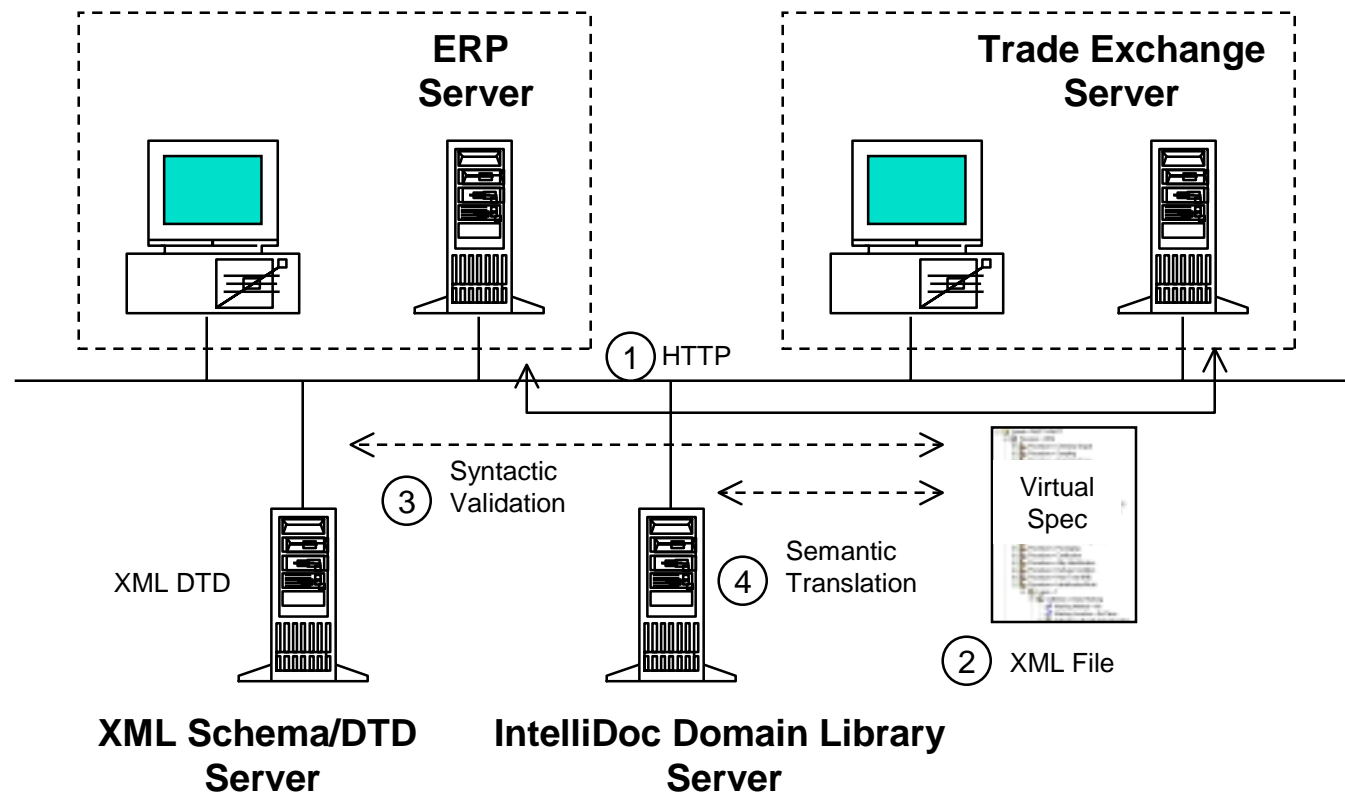 ERP
Server
Trade Exchange
Server
1 HTTP
3
Syntactic
Validation
Virtual
Spec
XML DTD
4
Semantic
Translation
2 XML File
XML Schema/DTD
Server
IntelliDoc Domain Library
Server